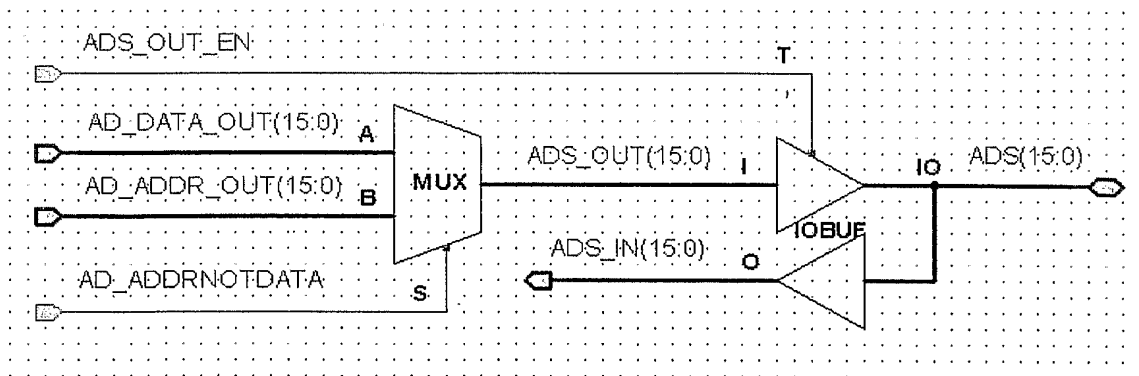 ADS_OUT_EN
T
AD_DATA_OUT(15:0) A
ADS_OUT(15:0) I IO ADS(15:0)
AD_ADDR_OUT(15:0) B MUX
IOBUF
ADS_IN(15:0) O
AD_ADDRNOTDATA S